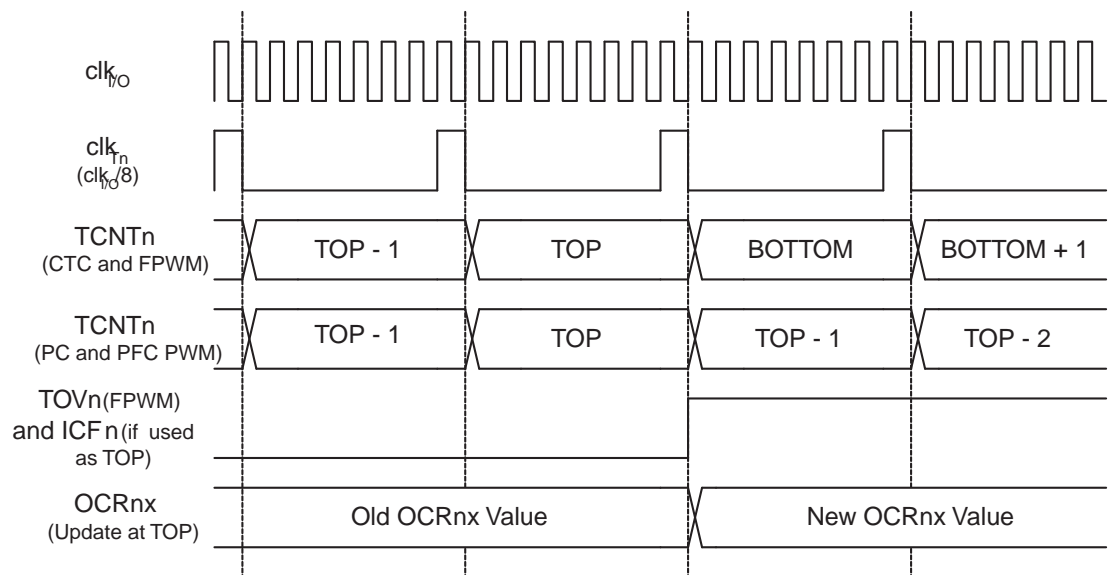 clkI/O
clkTn
(clkI/O/8)
TCNTn
(CTC and FPWM)
TOP - 1
TOP
BOTTOM
BOTTOM + 1
TCNTn
(PC and PFC PWM)
TOP - 1
TOP
TOP - 1
TOP - 2
TOVn (FPWM)
and ICFn (if used
as TOP)
OCRnx
(Update at TOP)
Old OCRnx Value
New OCRnx Value